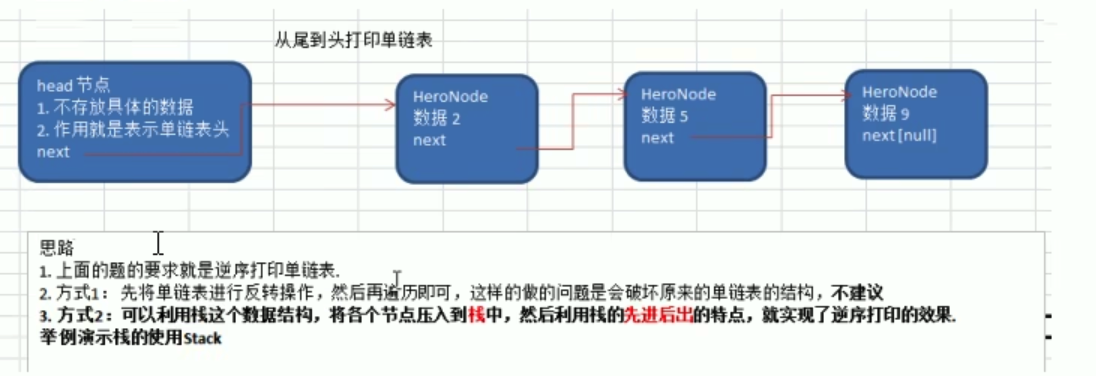 从尾到头打印单链表
head 节点
1. 不存放具体的数据
2. 作用就是表示单链表头
next
HeroNode
数据 2
next
HeroNode
数据 5
next
HeroNode
数据 9
next [null]
思路
1. 上面的题的要求就是逆序打印单链表.
2. 方式1： 先将单链表进行反转操作，然后再遍历即可，这样的做的问题是会破坏原来的单链表的结构，不建议
3. 方式2：可以利用栈这个数据结构，将各个节点压入到栈中，然后利用栈的先进后出的特点，就实现了逆序打印的效果.
举例演示栈的使用Stack